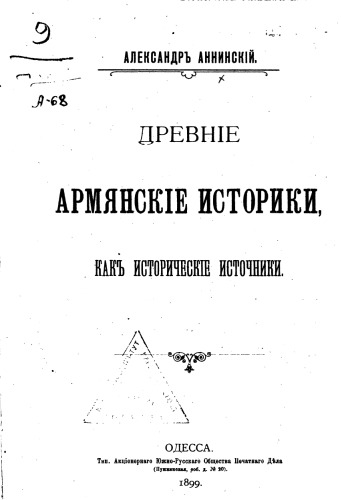 9
А-68
АЛЕКСАНДРЪ АННИНСКІЙ.
ДРЕВНІЕ
АРМЯНСКІЕ ИСТОРИКИ,
КАКЪ ИСТОРИЧЕСКІЕ ИСТОЧНИКИ.
ОДЕССА.
Тип. Акціонернаго Южно-Русскаго Общества Печатнаго Дѣла
(Пушкинская, соб. д. № 20).
1899.